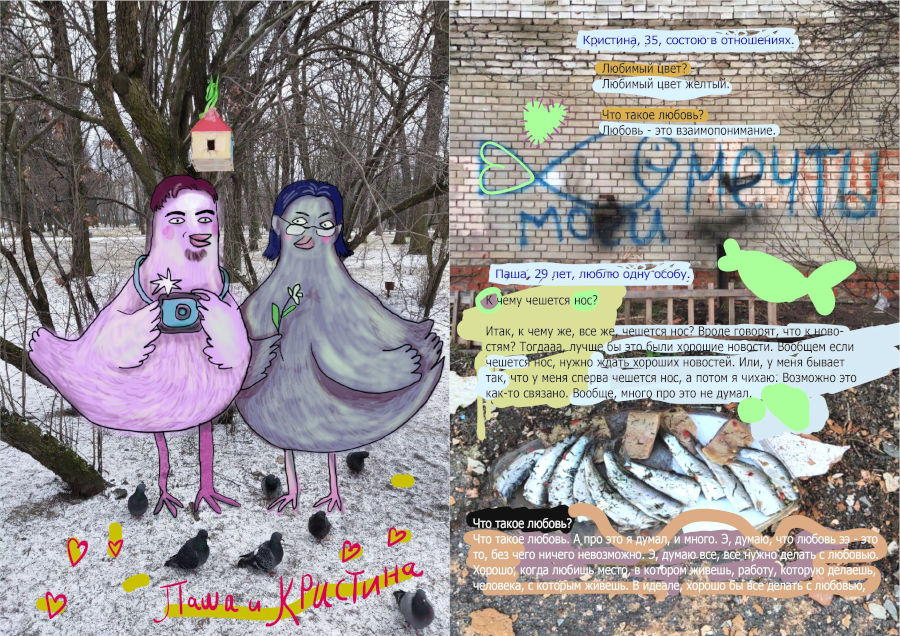 Паша и Кристина
Кристина, 35, состою в отношениях.
Любимый цвет?
Любимый цвет желтый.
Что такое любовь?
Любовь - это взаимопонимание.
мечты
мои
Паша, 29 лет, люблю одну особу.
К чему чешется нос?
Итак, к чему же, все же, чешется нос? Вроде говорят, что к ново-
стям? Тогдааа, лучше бы это были хорошие новости. Вообщем если
чешется нос, нужно ждать хороших новостей. Или, у меня бывает
так, что у меня сперва чешется нос, а потом я чихаю. Возможно это
как-то связано. Вообще, много про это не думал.
Что такое любовь?
Что такое любовь. А про это я думал, и много. Э, думаю, что любовь ээ - это
то, без чего ничего невозможно. Э, думаю все, все нужно делать с любовью.
Хорошо, когда любишь место, в котором живешь, работу, которую делаешь,
человека, с которым живешь. В идеале, хорошо бы все делать с любовью,